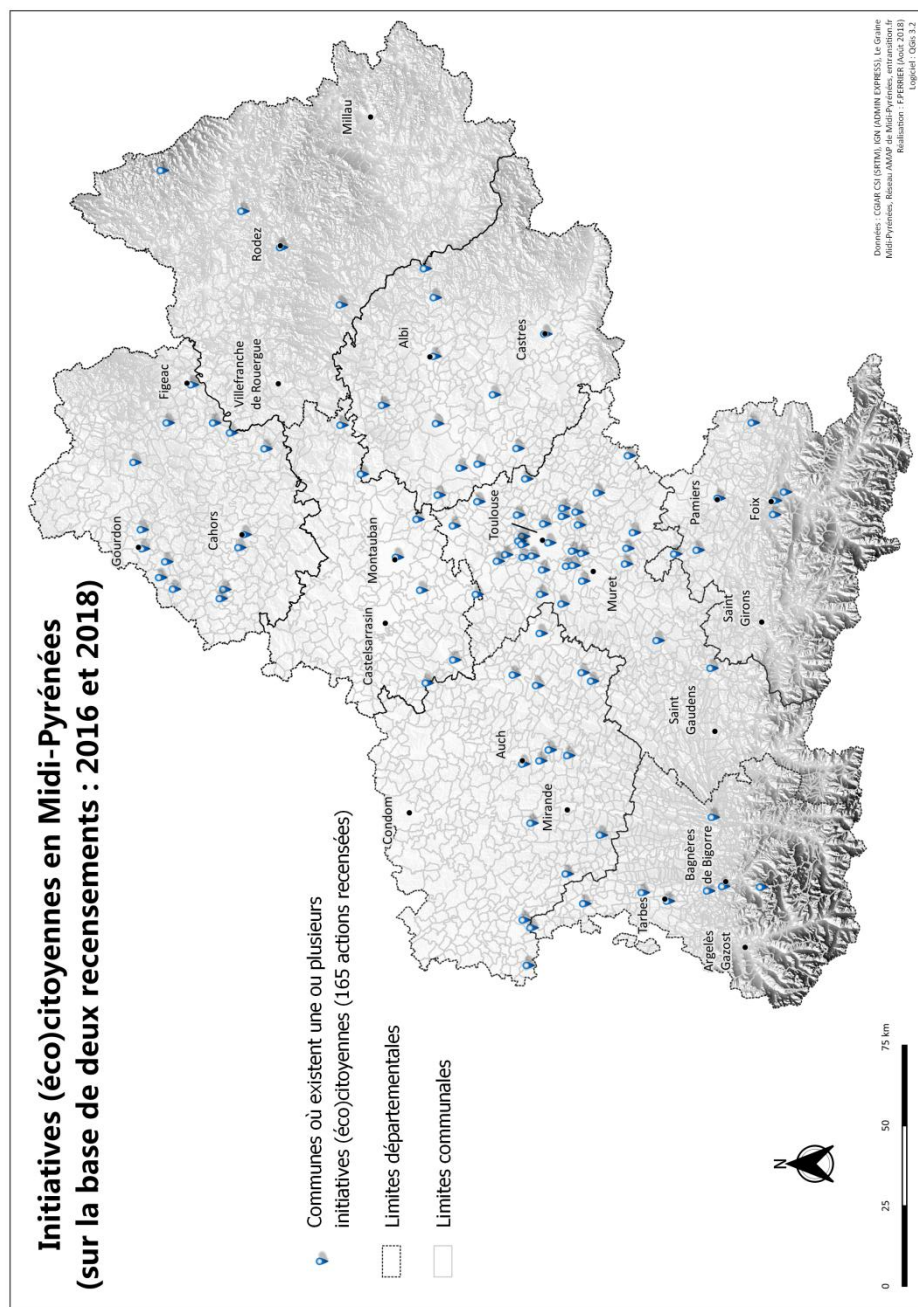 Initiatives (éco)citoyennes en Midi-Pyrénées
(sur la base de deux recensements : 2016 et 2018)
Communes où existent une ou plusieurs
initiatives (éco)citoyennes (165 actions recensées)
Limites départementales
Limites communales
Gourdon
Figeac
Cahors
Villefranche
de Rouergue
Rodez
Millau
Castelsarrasin
Montauban
Albi
Condom
Auch
Toulouse
Castres
Mirande
Muret
Tarbes
Saint
Gaudens
Pamiers
Bagnères
de Bigorre
Saint
Girons
Foix
Argelès
Gazost
N
0
25
50
75 km
Données : CGIAR CSI (SRTM), IGN (ADMIN EXPRESS), Le Graine
Midi-Pyrénées, Réseau AMAP de Midi-Pyrénées, entransition.fr
Réalisation : F.PERRIER (Août 2018)
Logiciel : QGis 3.2